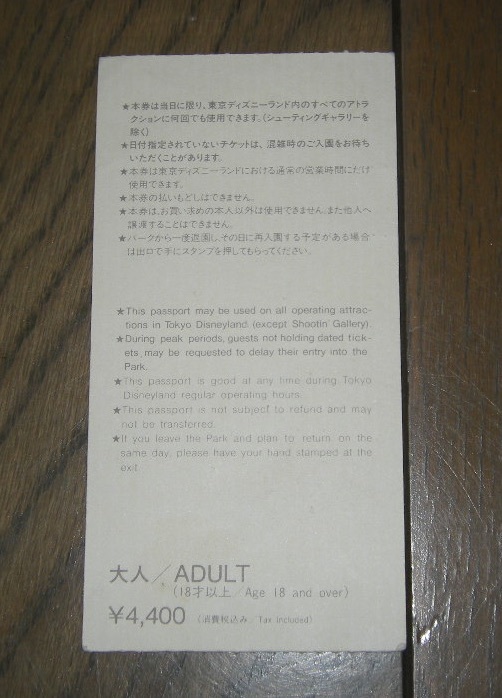 ★本券は当日に限り、東京ディズニーランド内のすべてのアトラ
クションに何回でも使用できます。(シューティングギャラリーを
除く)
★日付指定されていないチケットは、混雑時のご入園をお待ち
いただくことがあります。
★本券は東京ディズニーランドにおける通常の営業時間にだけ
使用できます。
★本券の払いもどしはできません。
★本券は、お買い求めの本人以外は使用できません。また他人へ
譲渡することはできません。
★パークから一度退園し、その日に再入園する予定がある場合
は出口で手にスタンプを押してもらってください。
★This passport may be used on all operating attrac-
tions in Tokyo Disneyland (except Shootin' Gallery).
★During peak periods, guests not holding dated tick-
ets, may be requested to delay their entry into the
Park.
★This passport is good at any time during Tokyo
Disneyland regular operating hours.
★This passport is not subject to refund and may
not be transferred.
★If you leave the Park and plan to return on the
same day, please have your hand stamped at the
exit.
大人/ADULT
(18才以上/Age 18 and over)
¥4,400 (消費税込み/Tax included)